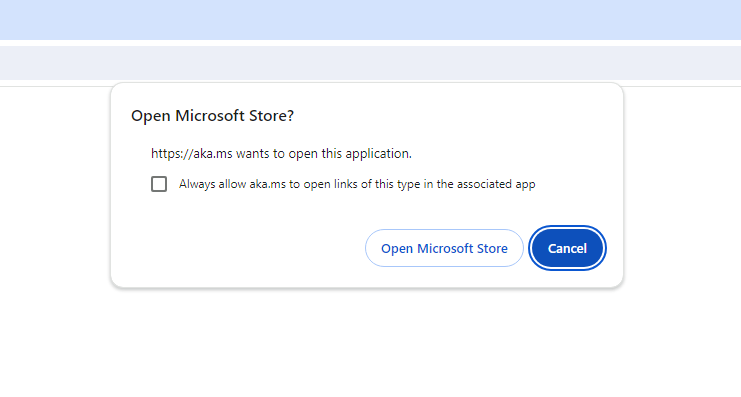 Open Microsoft Store?
https://aka.ms wants to open this application.
Always allow aka.ms to open links of this type in the associated app
Open Microsoft Store
Cancel